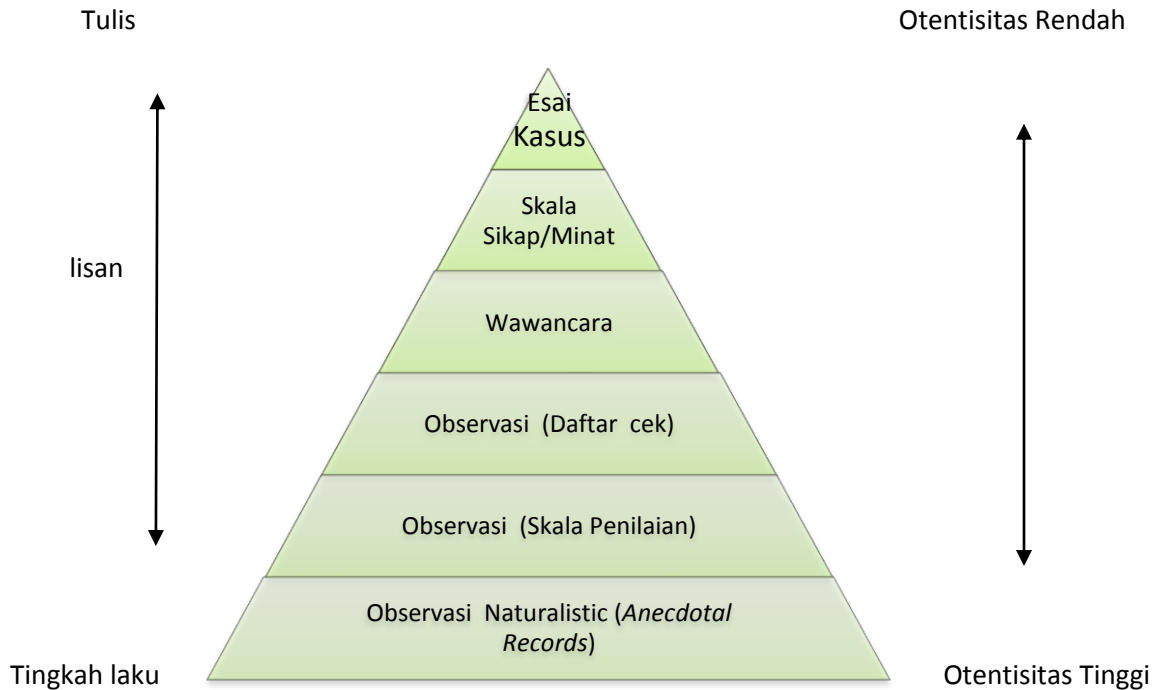 Tulis
Otentisitas Rendah
Esai
Kasus
Skala
Sikap/Minat
lisan
Wawancara
Observasi (Daftar cek)
Observasi (Skala Penilaian)
Observasi Naturalistic (Anecdotal
Records)
Tingkah laku
Otentisitas Tinggi